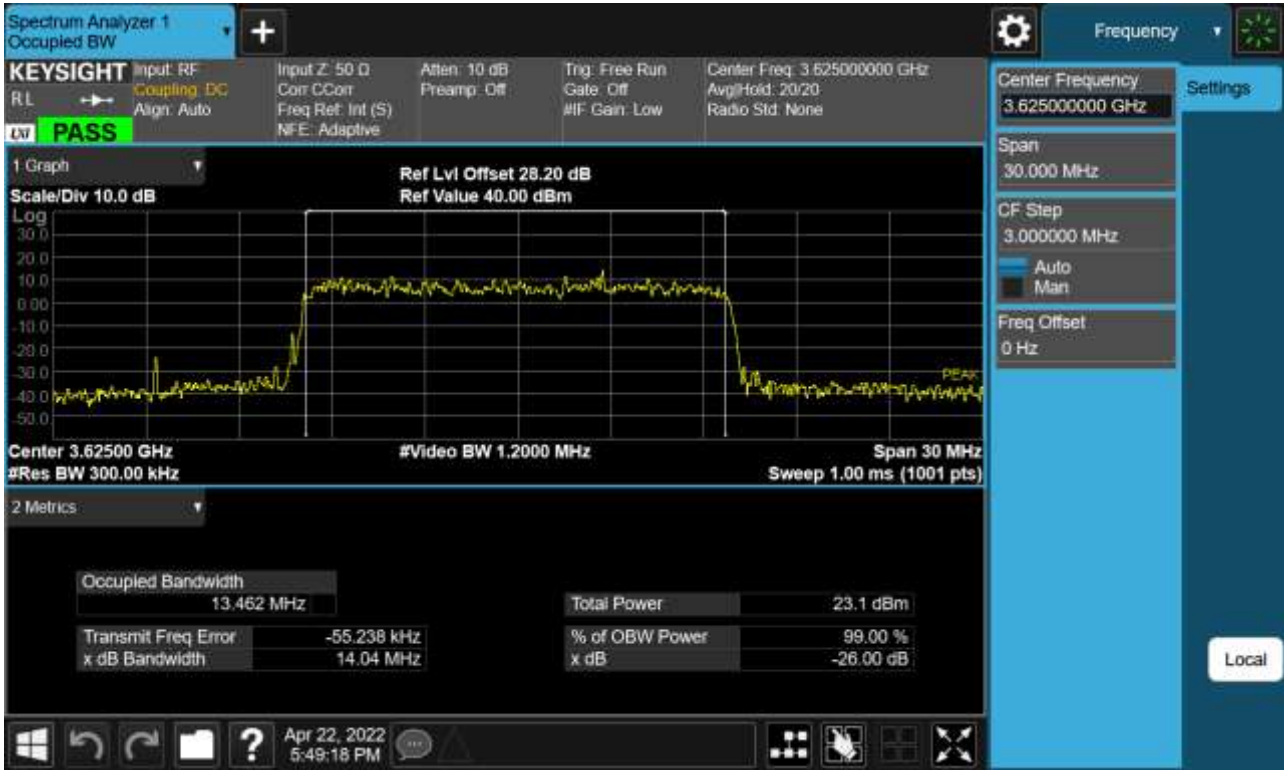 Spectrum Analyzer 1
Occupied BW
+
Frequency
KEYSIGHT
RL
LXI
PASS
Input: RF
Coupling: DC
Align: Auto
Input Z: 50 Ω
Corr CCorr
Freq Ref: Int (S)
NFE: Adaptive
Atten: 10 dB
Preamp: Off
Trig: Free Run
Gate: Off
#IF Gain: Low
Center Freq: 3.625000000 GHz
Avg|Hold: 20/20
Radio Std: None
1 Graph
Scale/Div 10.0 dB
Ref Lvl Offset 28.20 dB
Ref Value 40.00 dBm
Log
30.0
20.0
10.0
0.00
-10.0
-20.0
-30.0
-40.0
-50.0
PEAK
Center 3.62500 GHz
#Video BW 1.2000 MHz
Span 30 MHz
#Res BW 300.00 kHz
Sweep 1.00 ms (1001 pts)
2 Metrics
Occupied Bandwidth
13.462 MHz
Total Power 23.1 dBm
Transmit Freq Error -55.238 kHz
% of OBW Power 99.00 %
x dB Bandwidth 14.04 MHz
x dB -26.00 dB
Center Frequency
3.625000000 GHz
Settings
Span
30.000 MHz
CF Step
3.000000 MHz
Auto
Man
Freq Offset
0 Hz
Local
?
Apr 22, 2022
5:49:18 PM